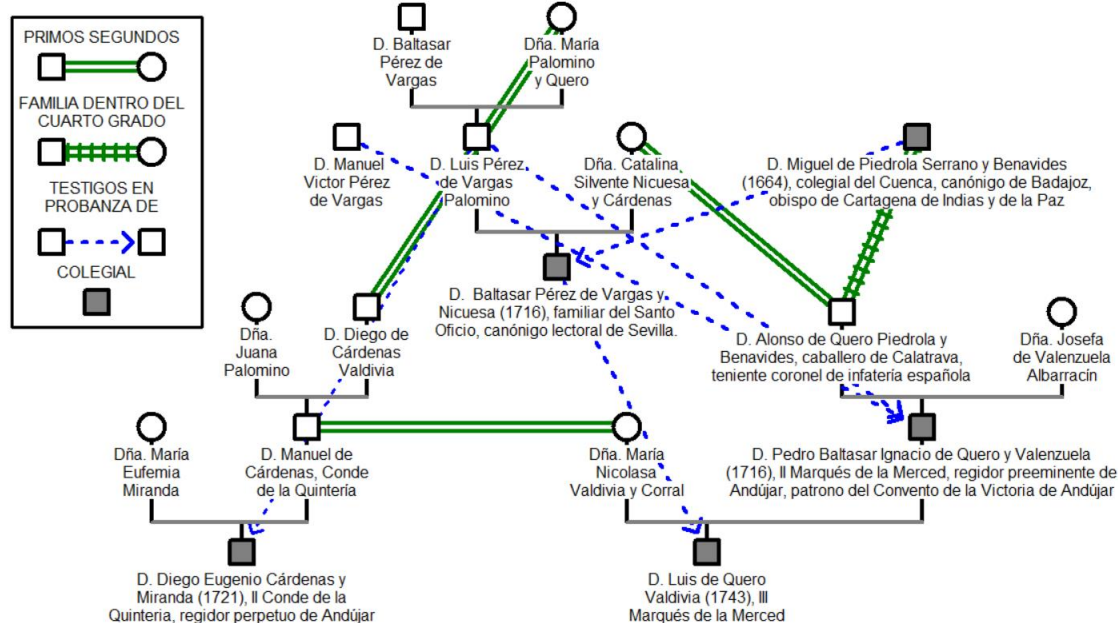 PRIMOS SEGUNDOS
FAMILIA DENTRO DEL
CUARTO GRADO
TESTIGOS EN
PROBANZA DE
COLEGIAL
D. Baltasar
Pérez de
Vargas
Dña. María
Palomino
y Quero
D. Manuel
Victor Pérez
de Vargas
D. Luis Pérez
de Vargas
Palomino
Dña. Catalina
Silvente Nicuesa
y Cárdenas
D. Miguel de Piedrola Serrano y Benavides
(1664), colegial del Cuenca, canónigo de Badajoz,
obispo de Cartagena de Indias y de la Paz
D. Baltasar Pérez de Vargas y
Nicuesa (1716), familiar del Santo
Oficio, canónigo lectoral de Sevilla.
Dña.
Juana
Palomino
D. Diego de
Cárdenas
Valdivia
D. Alonso de Quero Piedrola y
Benavides, caballero de Calatrava,
teniente coronel de infatería española
Dña. Josefa
de Valenzuela
Albarracín
Dña. María
Eufemia
Miranda
D. Manuel de
Cárdenas, Conde
de la Quintería
Dña. María
Nicolasa
Valdivia y Corral
D. Pedro Baltasar Ignacio de Quero y Valenzuela
(1716), II Marqués de la Merced, regidor preeminente de
Andújar, patrono del Convento de la Victoria de Andújar
D. Diego Eugenio Cárdenas y
Miranda (1721), II Conde de la
Quinteria, regidor perpetuo de Andújar
D. Luis de Quero
Valdivia (1743), III
Marqués de la Merced